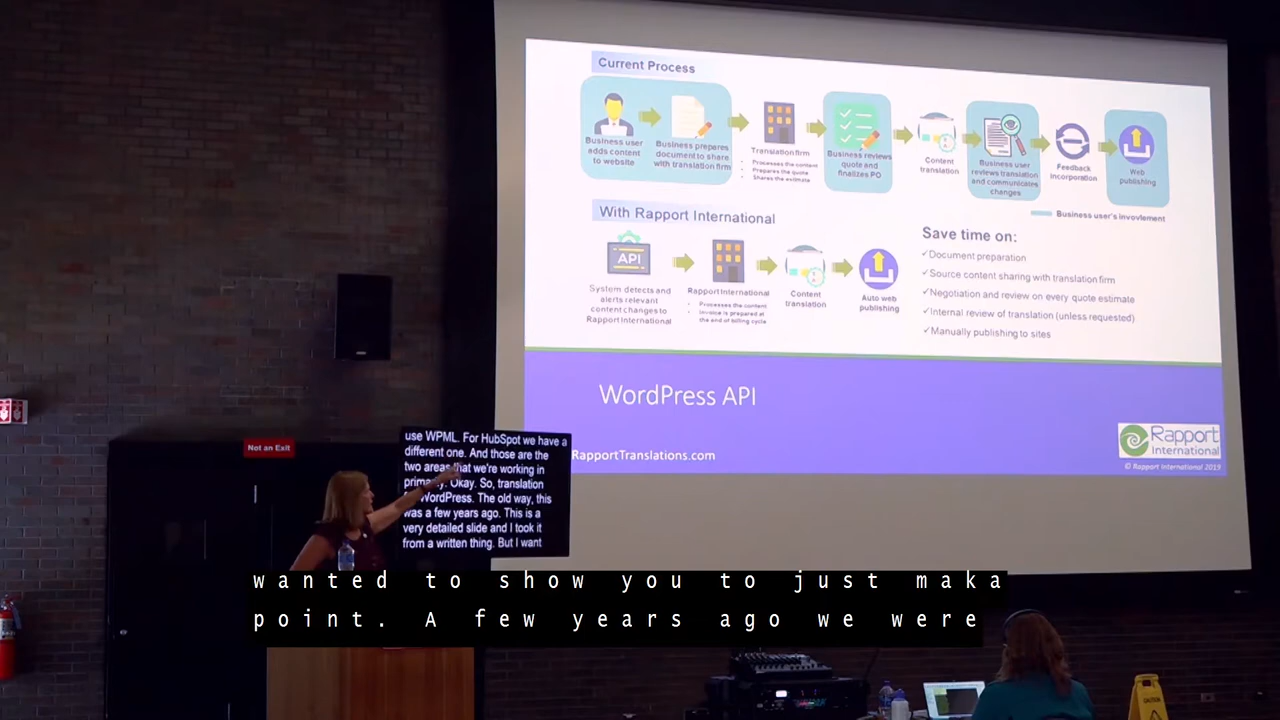 Current Process
Business user
adds content
to website
Business prepares
document to share
with translation firm
Translation firm
Processes the content
Prepares the quote
Shares the estimate
Business reviews
quote and
finalizes PO
Content
translation
Business user
reviews translation
and communicates
changes
Feedback
incorporation
Web
publishing
Business user's invovlement
With Rapport International
API
System detects and
alerts relevant
content changes to
Rapport International
Rapport International
Processes the content
Invoice is prepared at
the end of billing cycle
Content
translation
Auto web
publishing
Save time on:
✓Document preparation
✓Source content sharing with translation firm
✓Negotiation and review on every quote estimate
✓Internal review of translation (unless requested)
✓Manually publishing to sites
WordPress API
RapportTranslations.com
Rapport
International
© Rapport International 2019
Not an Exit
use WPML. For HubSpot we have a
different one. And those are the
two areas that we're working in
Okay. So, translation
WordPress. The old way, this
was a few years ago. This is a
very detailed slide and I took it
from a written thing. But I want
wanted to show you to just maka
point. A few years ago we were
CAUTION